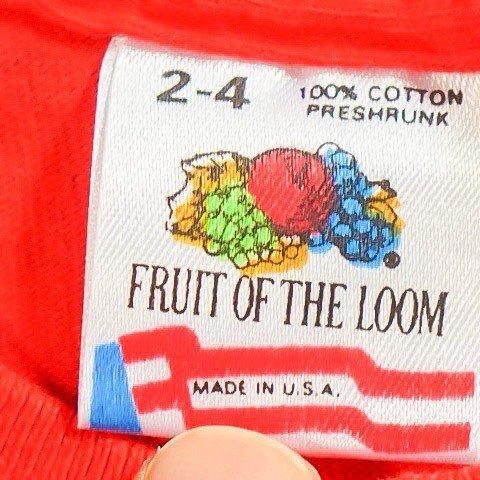 2-4
100% COTTON
PRESHRUNK
FRUIT OF THE LOOM
MADE IN U.S.A.